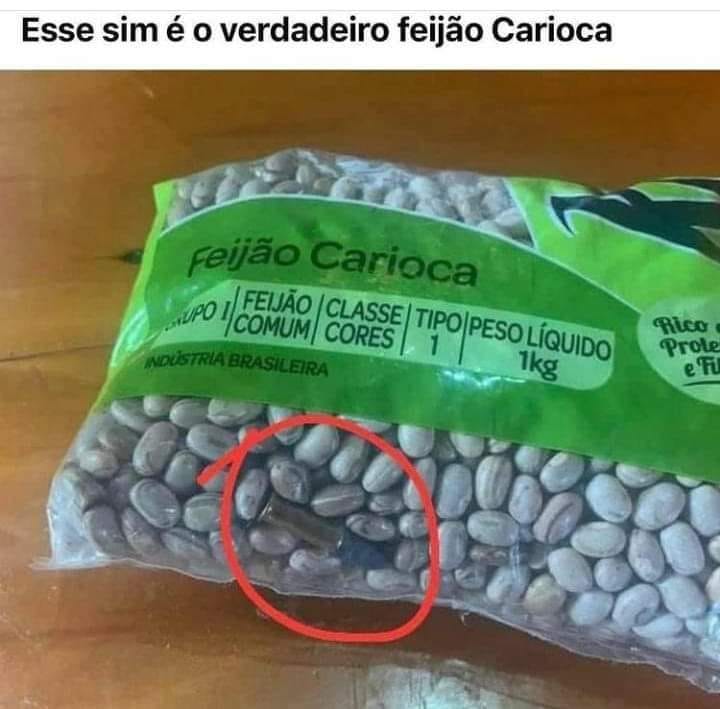 Esse sim é o verdadeiro feijão Carioca
Feijão Carioca
FEIJÃO CLASSE TIPO PESO LÍQUIDO
COMUM CORES 1 1kg
INDÚSTRIA BRASILEIRA
Rico
e